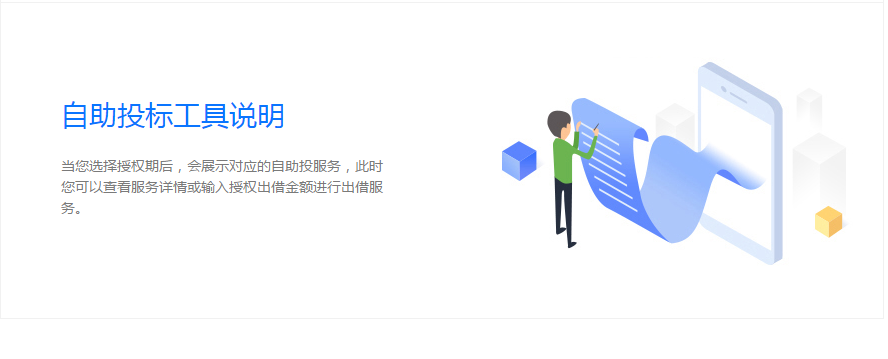 自助投标工具说明
当您选择授权期后，会展示对应的自助投服务，此时
您可以查看服务详情或输入授权出借金额进行出借服
务。